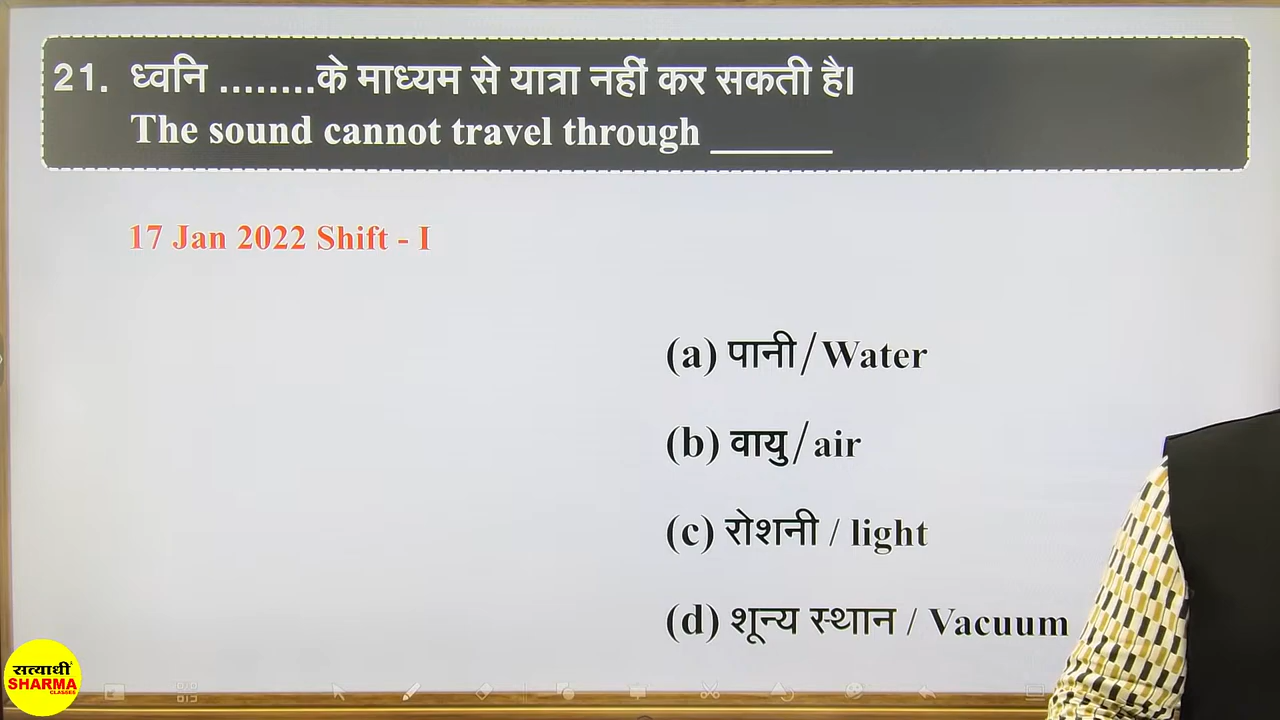 21. ध्वनि ........के माध्यम से यात्रा नहीं कर सकती है।
The sound cannot travel through ______
17 Jan 2022 Shift - I
(a) पानी/Water
(b) वायु/air
(c) रोशनी / light
(d) शून्य स्थान / Vacuum
सत्यार्थी
SHARMA
CLASSES